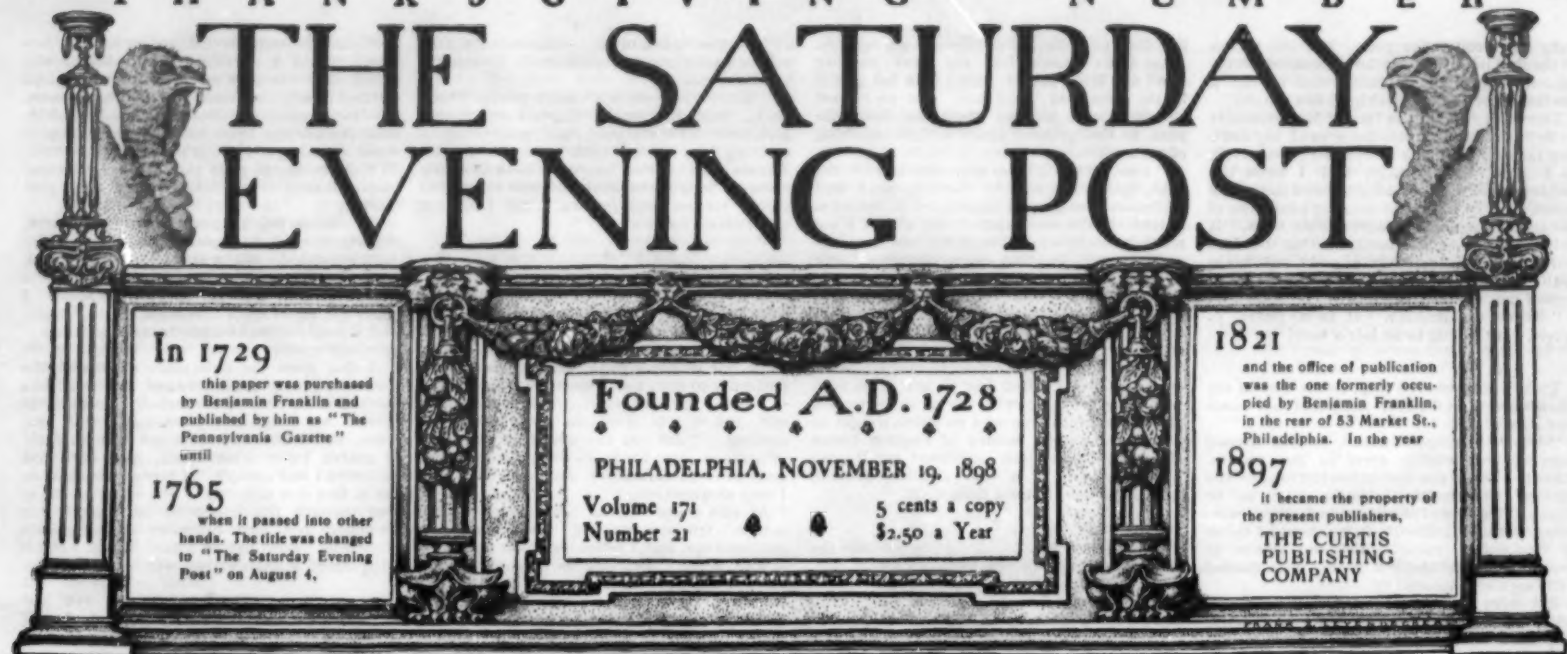 THANKSGIVING NUMBER
THE SATURDAY
EVENING POST
In 1729
this paper was purchased
by Benjamin Franklin and
published by him as "The
Pennsylvania Gazette"
until
1765
when it passed into other
hands. The title was changed
to "The Saturday Evening
Post" on August 4,
Founded A.D. 1728
PHILADELPHIA, NOVEMBER 19, 1898
Volume 171
5 cents a copy
Number 21
$2.50 a Year
1821
and the office of publication
was the one formerly occu-
pied by Benjamin Franklin,
in the rear of 53 Market St.,
Philadelphia. In the year
1897
it became the property of
the present publishers,
THE CURTIS
PUBLISHING
COMPANY